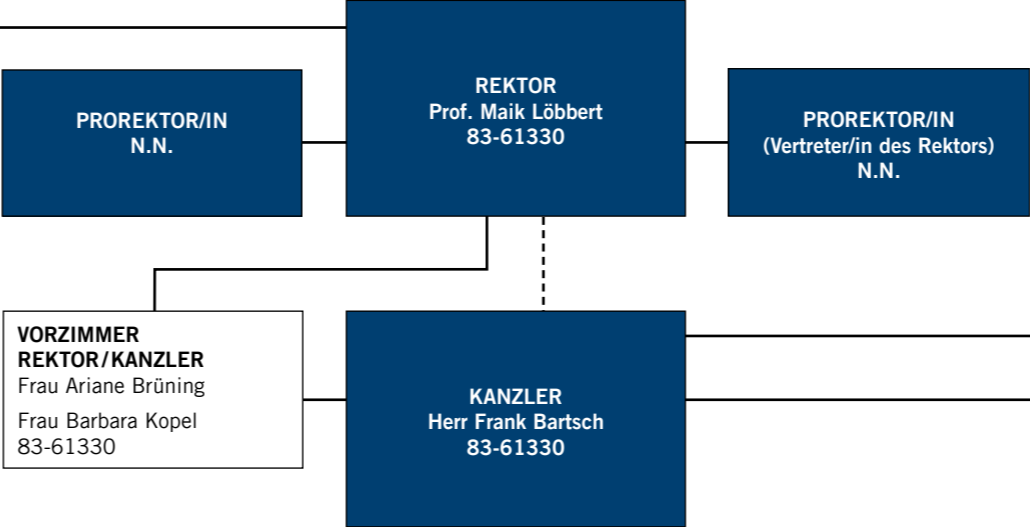 REKTOR
Prof. Maik Löbbert
83-61330
PROREKTOR/IN
N.N.
PROREKTOR/IN
(Vertreter/in des Rektors)
N.N.
VORZIMMER
REKTOR/KANZLER
Frau Ariane Brüning
Frau Barbara Kopel
83-61330
KANZLER
Herr Frank Bartsch
83-61330